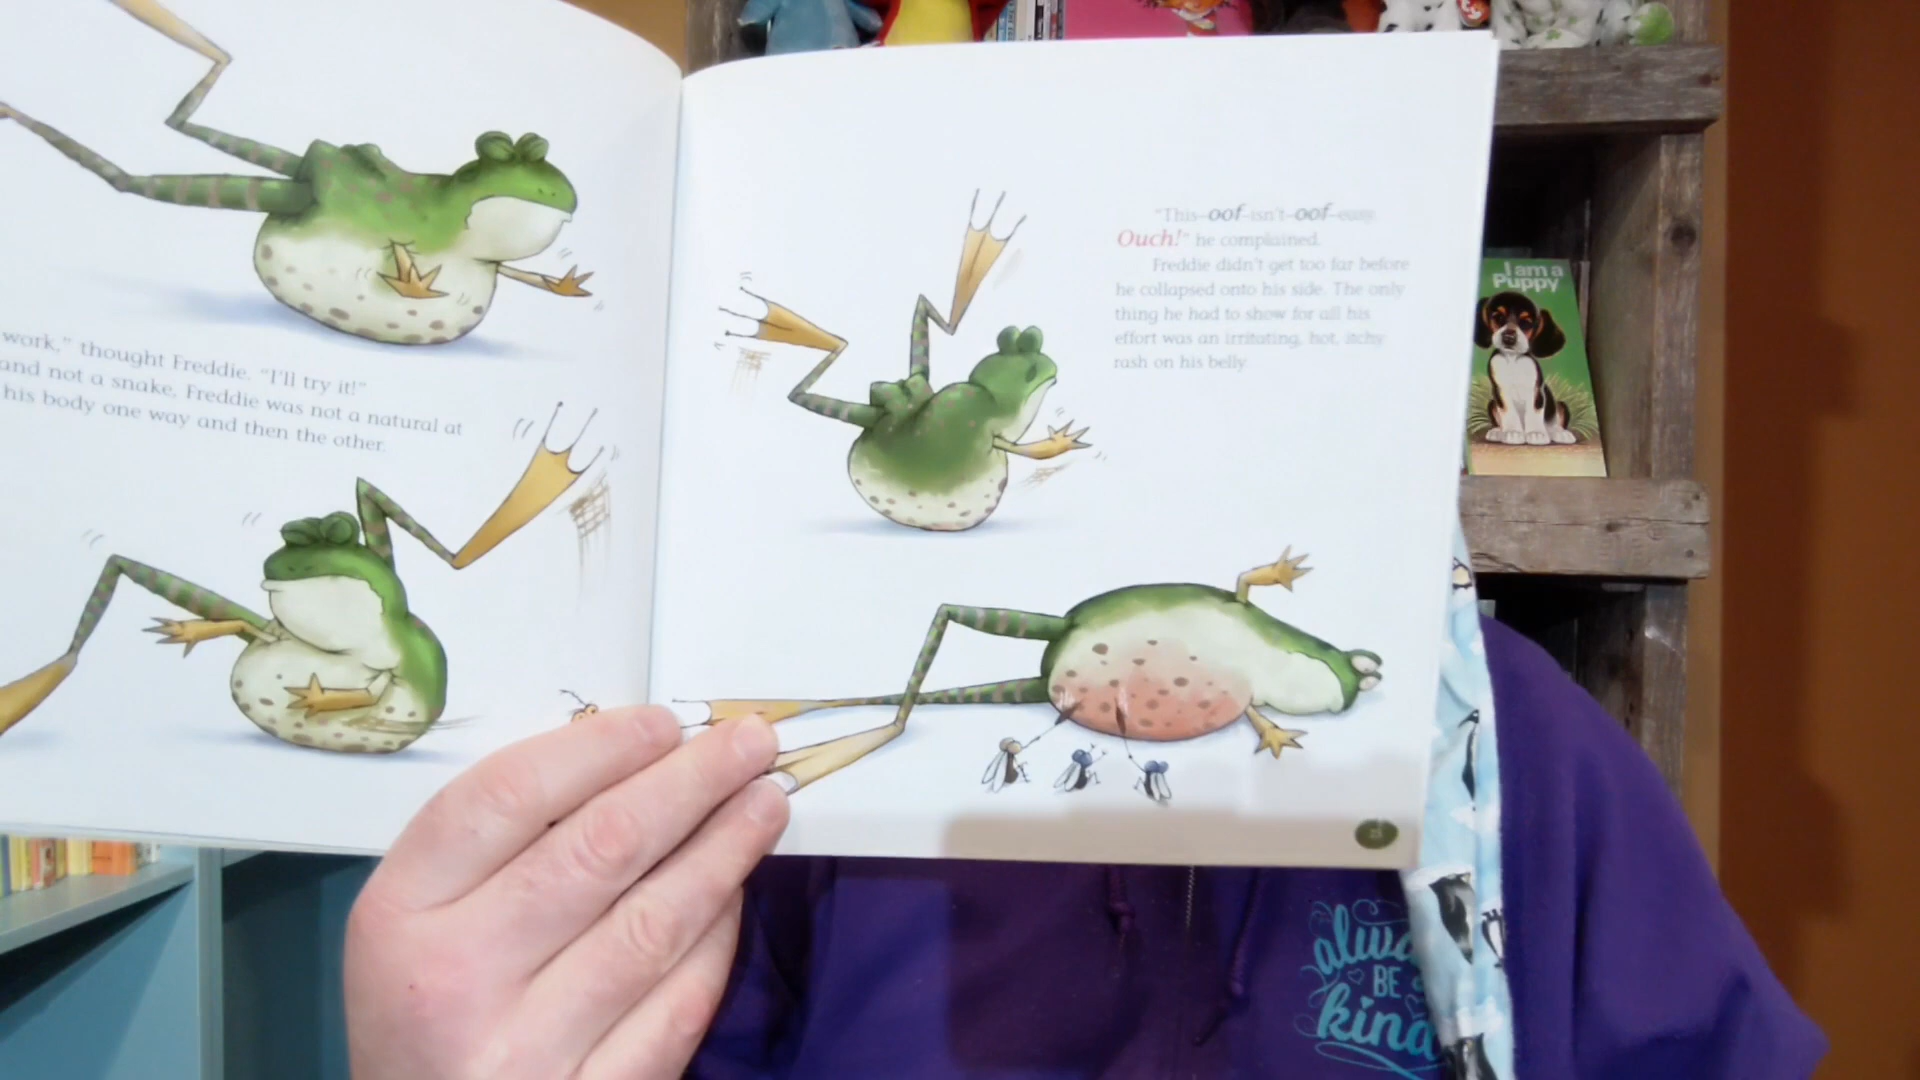 work," thought Freddie. "I'll try it!"
and not a snake, Freddie was not a natural at
his body one way and then the other.
"This–oof–isn't–oof–easy.
Ouch!" he complained.
Freddie didn't get too far before
he collapsed onto his side. The only
thing he had to show for all his
effort was an irritating, hot, itchy
rash on his belly.
25
I am a
Puppy
BE
kind